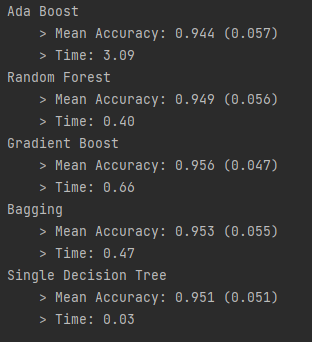 Ada Boost
> Mean Accuracy: 0.944 (0.057)
> Time: 3.09
Random Forest
> Mean Accuracy: 0.949 (0.056)
> Time: 0.40
Gradient Boost
> Mean Accuracy: 0.956 (0.047)
> Time: 0.66
Bagging
> Mean Accuracy: 0.953 (0.055)
> Time: 0.47
Single Decision Tree
> Mean Accuracy: 0.951 (0.051)
> Time: 0.03